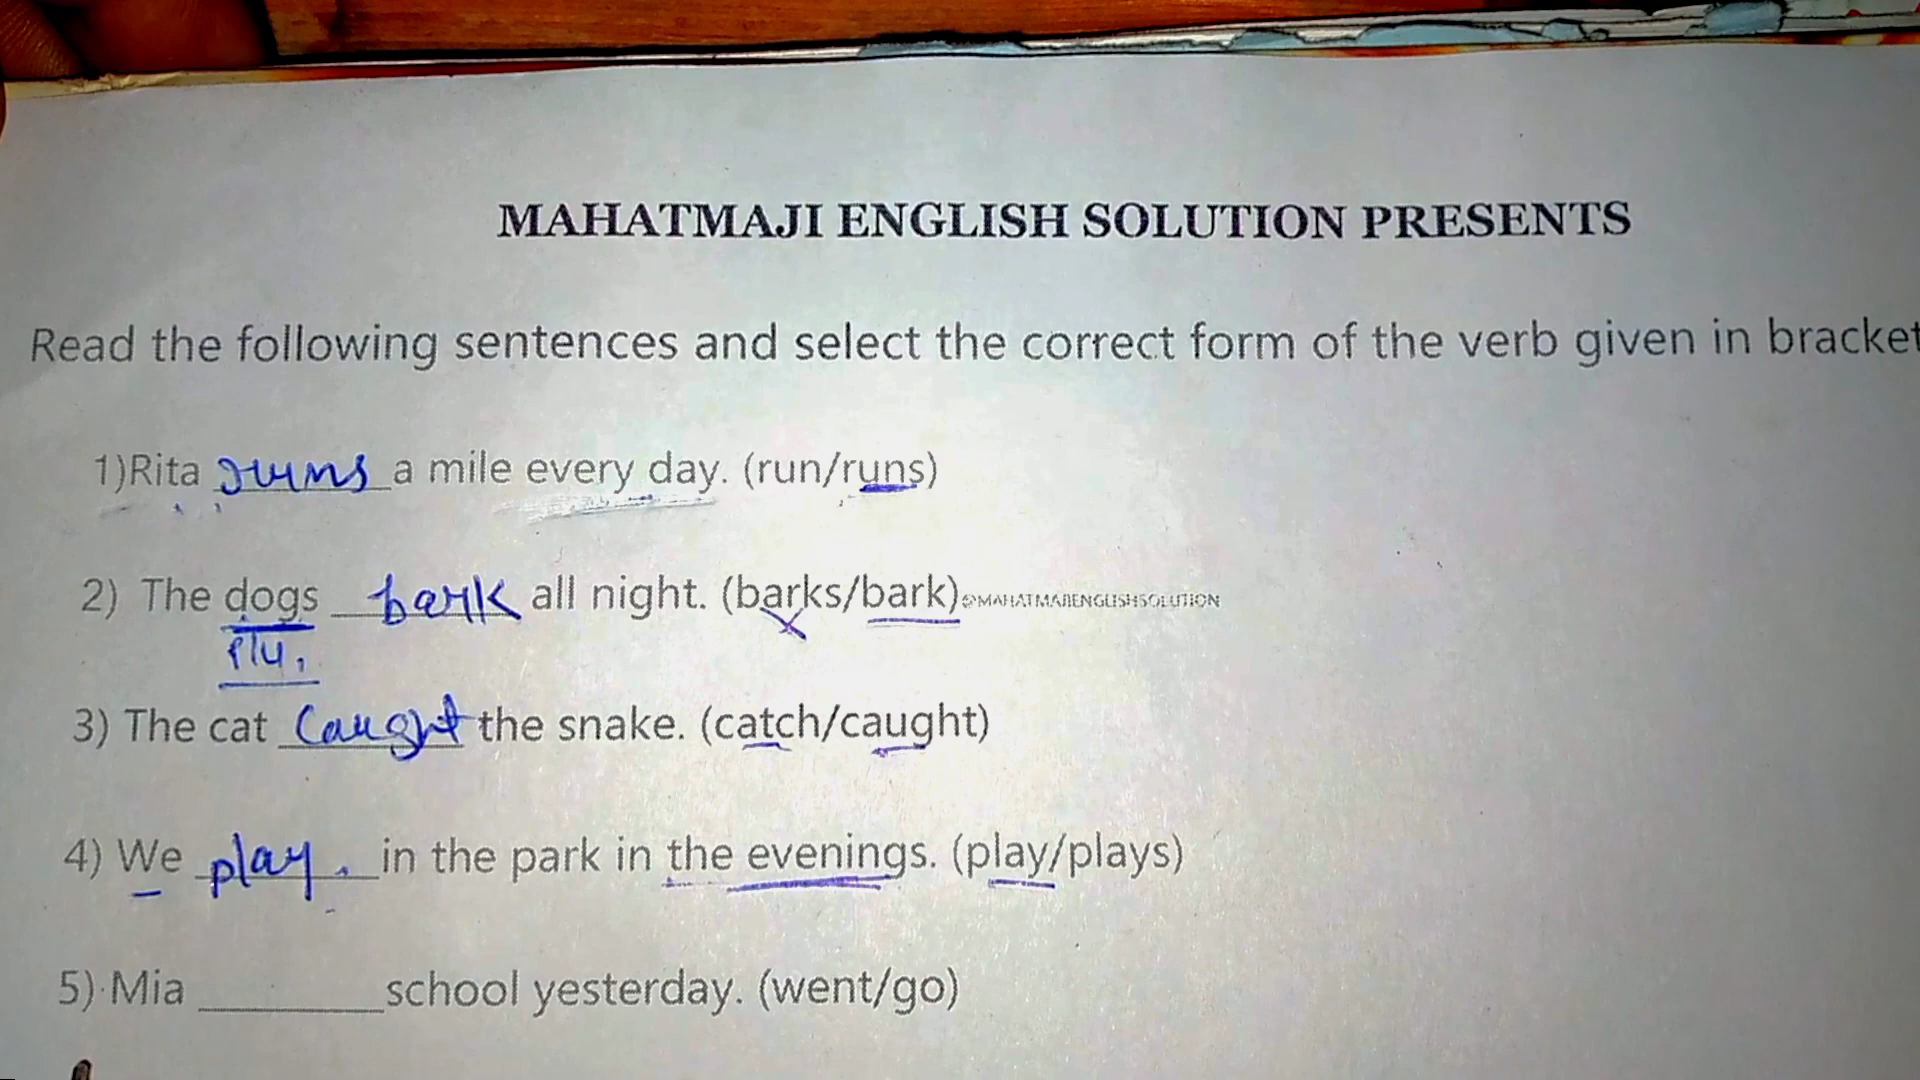 MAHATMAJI ENGLISH SOLUTION PRESENTS
Read the following sentences and select the correct form of the verb given in bracket
1)Rita runs a mile every day. (run/runs)
2) The dogs bark all night. (barks/bark) ©MAHATMAJIENGLISHSOLUTION
Plu.
3) The cat caught the snake. (catch/caught)
4) We play. in the park in the evenings. (play/plays)
5) Mia ________ school yesterday. (went/go)